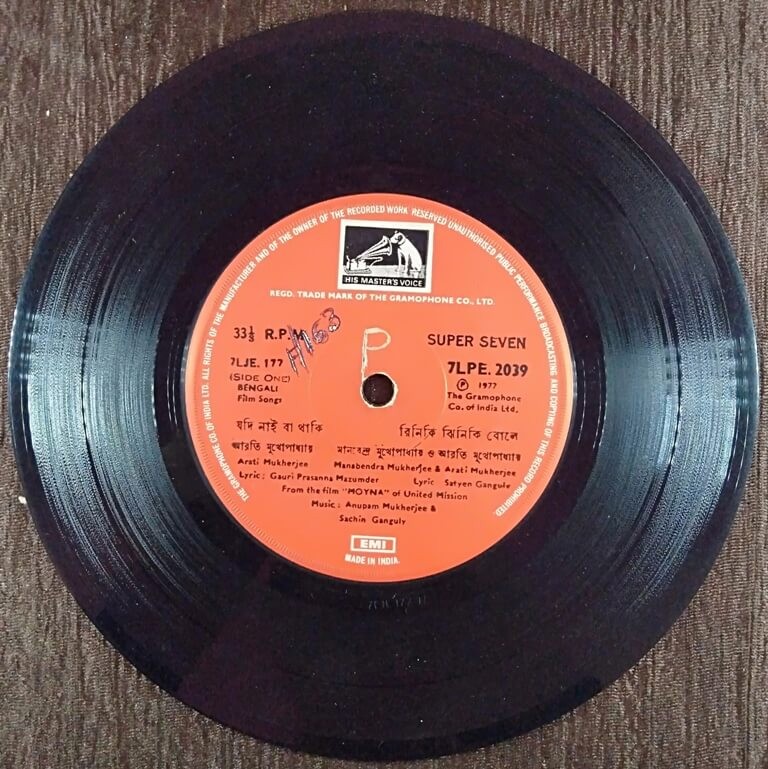 THE GRAMOPHONE CO OF INDIA LTD. ALL RIGHTS OF THE MANUFACTURER AND OF THE OWNER OF THE RECORDED WORK RESERVED UNAUTHORISED PUBLIC PERFORMANCE BROADCASTING AND COPYING OF THIS RECORD PROHIBITED
HIS MASTER'S VOICE
REGD. TRADE MARK OF THE GRAMOPHONE CO., LTD.
33⅓ R.P.M
P
SUPER SEVEN
7LJE. 177
7LPE. 2039
(SIDE ONE)
Ⓟ 1977
BENGALI
The Gramophone
Film Songs
Co. of India Ltd,
যদি নাই বা থাকি রিনিকি ঝিনিকি বোলে
আরতি মুখোপাধ্যায় মানবেন্দ্র মুখোপাধ্যায় ও আরতি মুখোপাধ্যায়
Arati Mukherjee Manabendra Mukherjee & Arati Mukherjee
Lyric: Gauri Prasanna Mazumder Lyric Satyen Gangule
From the film "MOYNA" of United Mission
Music: Anupam Mukherjee &
Sachin Ganguly
EMI
MADE IN INDIA.